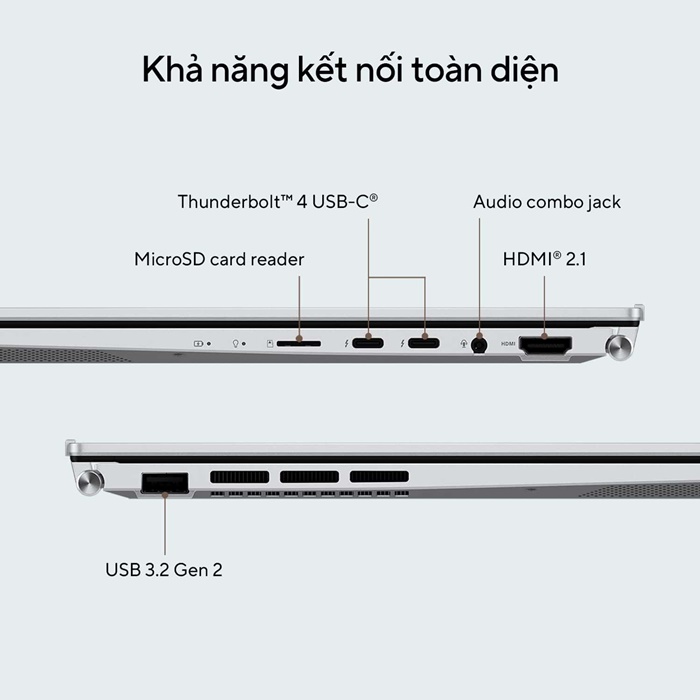 Khả năng kết nối toàn diện
Thunderbolt™ 4 USB-C®
Audio combo jack
MicroSD card reader
HDMI® 2.1
HDMI
USB 3.2 Gen 2